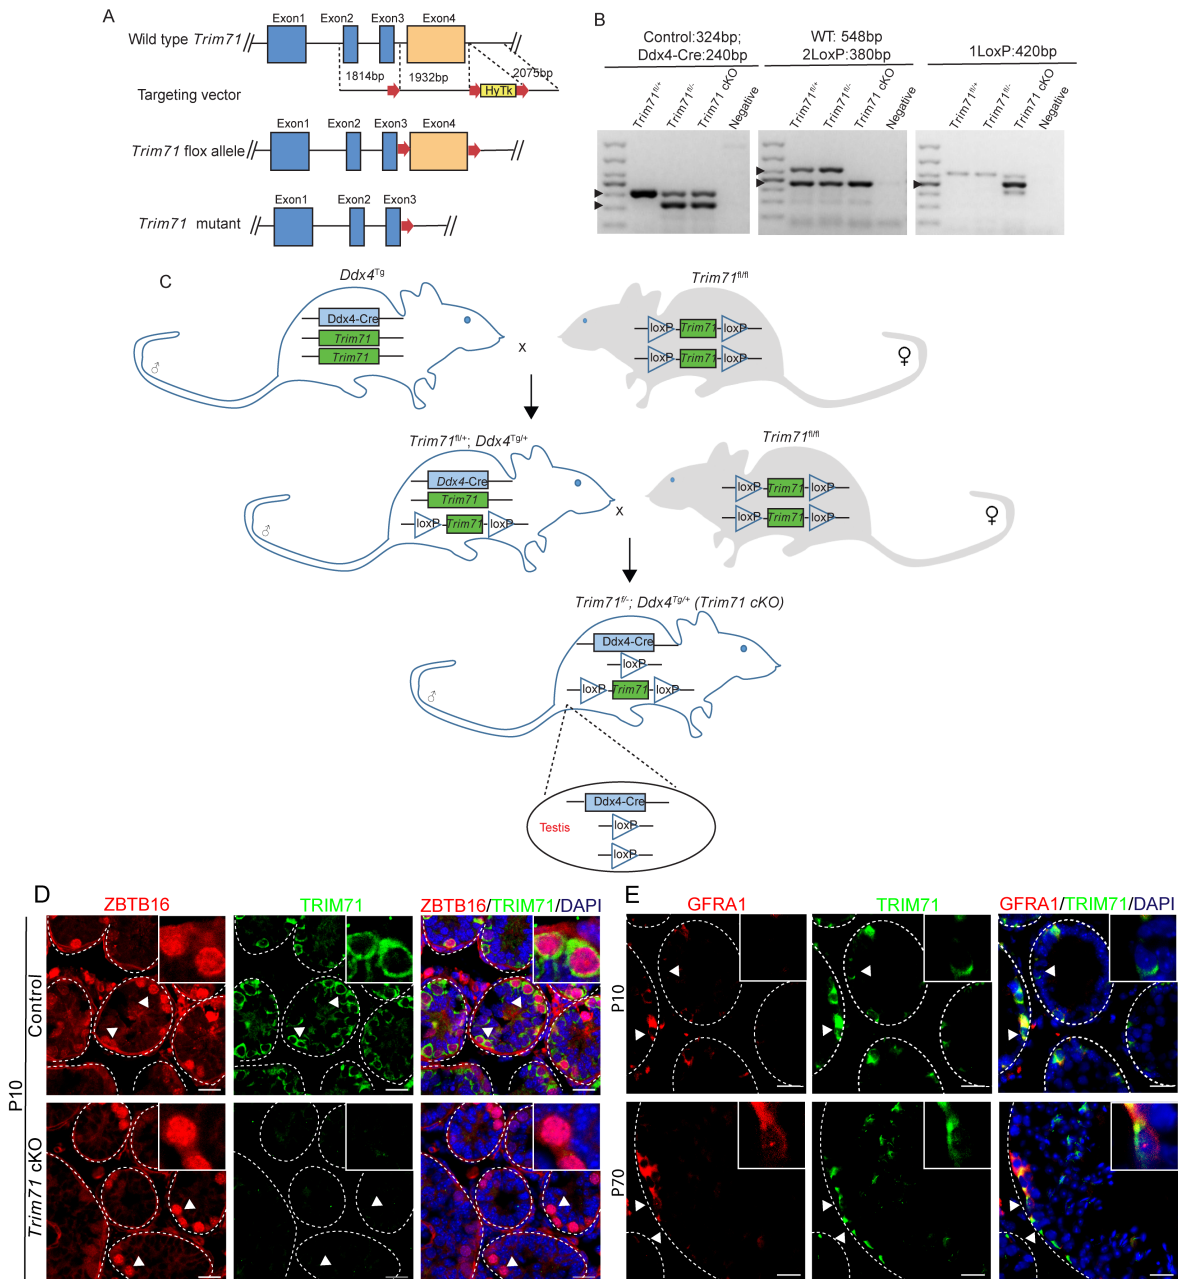 A
Exon1 Exon2 Exon3 Exon4
Wild type Trim71
1814bp 1932bp 2075bp
Targeting vector
HyTk
Exon1 Exon2 Exon3 Exon4
Trim71 flox allele
Exon1 Exon2 Exon3
Trim71 mutant
B
Control:324bp;
Ddx4-Cre:240bp
WT: 548bp
2LoxP:380bp
1LoxP:420bp
Trim71fl/+ Trim71fl/- Trim71 cKO Negative
Trim71fl/+ Trim71fl/- Trim71 cKO Negative
Trim71fl/+ Trim71fl/- Trim71 cKO Negative
C
Ddx4Tg
Trim71fl/fl
Ddx4-Cre
Trim71
Trim71
♂
x
loxP Trim71 loxP
loxP Trim71 loxP
♀
Trim71fl/+; Ddx4Tg/+
Trim71fl/fl
Ddx4-Cre
Trim71
loxP Trim71 loxP
♂
x
loxP Trim71 loxP
loxP Trim71 loxP
♀
Trim71f/-; Ddx4Tg/+ (Trim71 cKO)
Ddx4-Cre
loxP
loxP Trim71 loxP
♂
Ddx4-Cre
Testis
loxP
loxP
D
ZBTB16 TRIM71 ZBTB16/TRIM71/DAPI
P10
Control
Trim71 cKO
E
GFRA1 TRIM71 GFRA1/TRIM71/DAPI
P10
P70